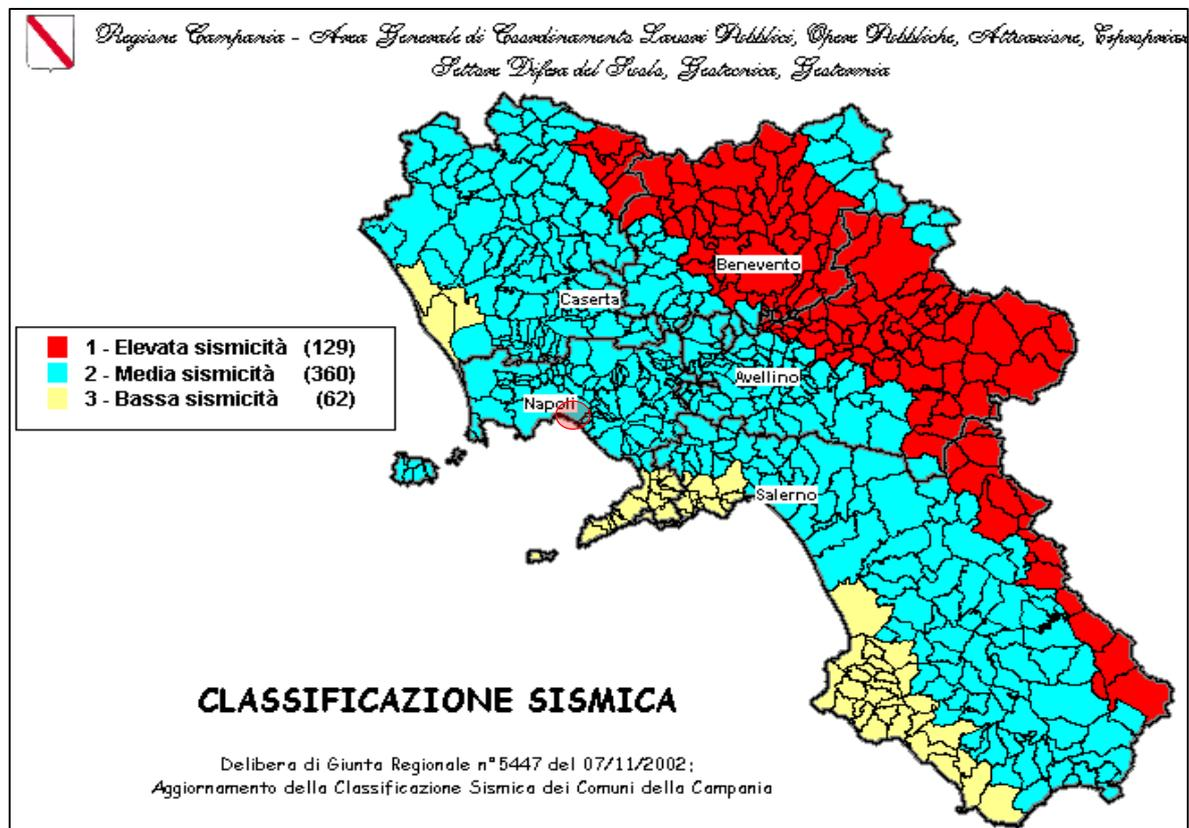 Regione Campania - Area Generale di Coordinamento Lavori Pubblici, Opere Pubbliche, Attuazione, Espropriaz
Settore Difesa del Suolo, Geotecnica, Geotermia
Benevento
Caserta
1 - Elevata sismicità (129)
2 - Media sismicità (360)
3 - Bassa sismicità (62)
Avellino
Napoli
Salerno
CLASSIFICAZIONE SISMICA
Delibera di Giunta Regionale n°5447 del 07/11/2002;
Aggiornamento della Classificazione Sismica dei Comuni della Campania